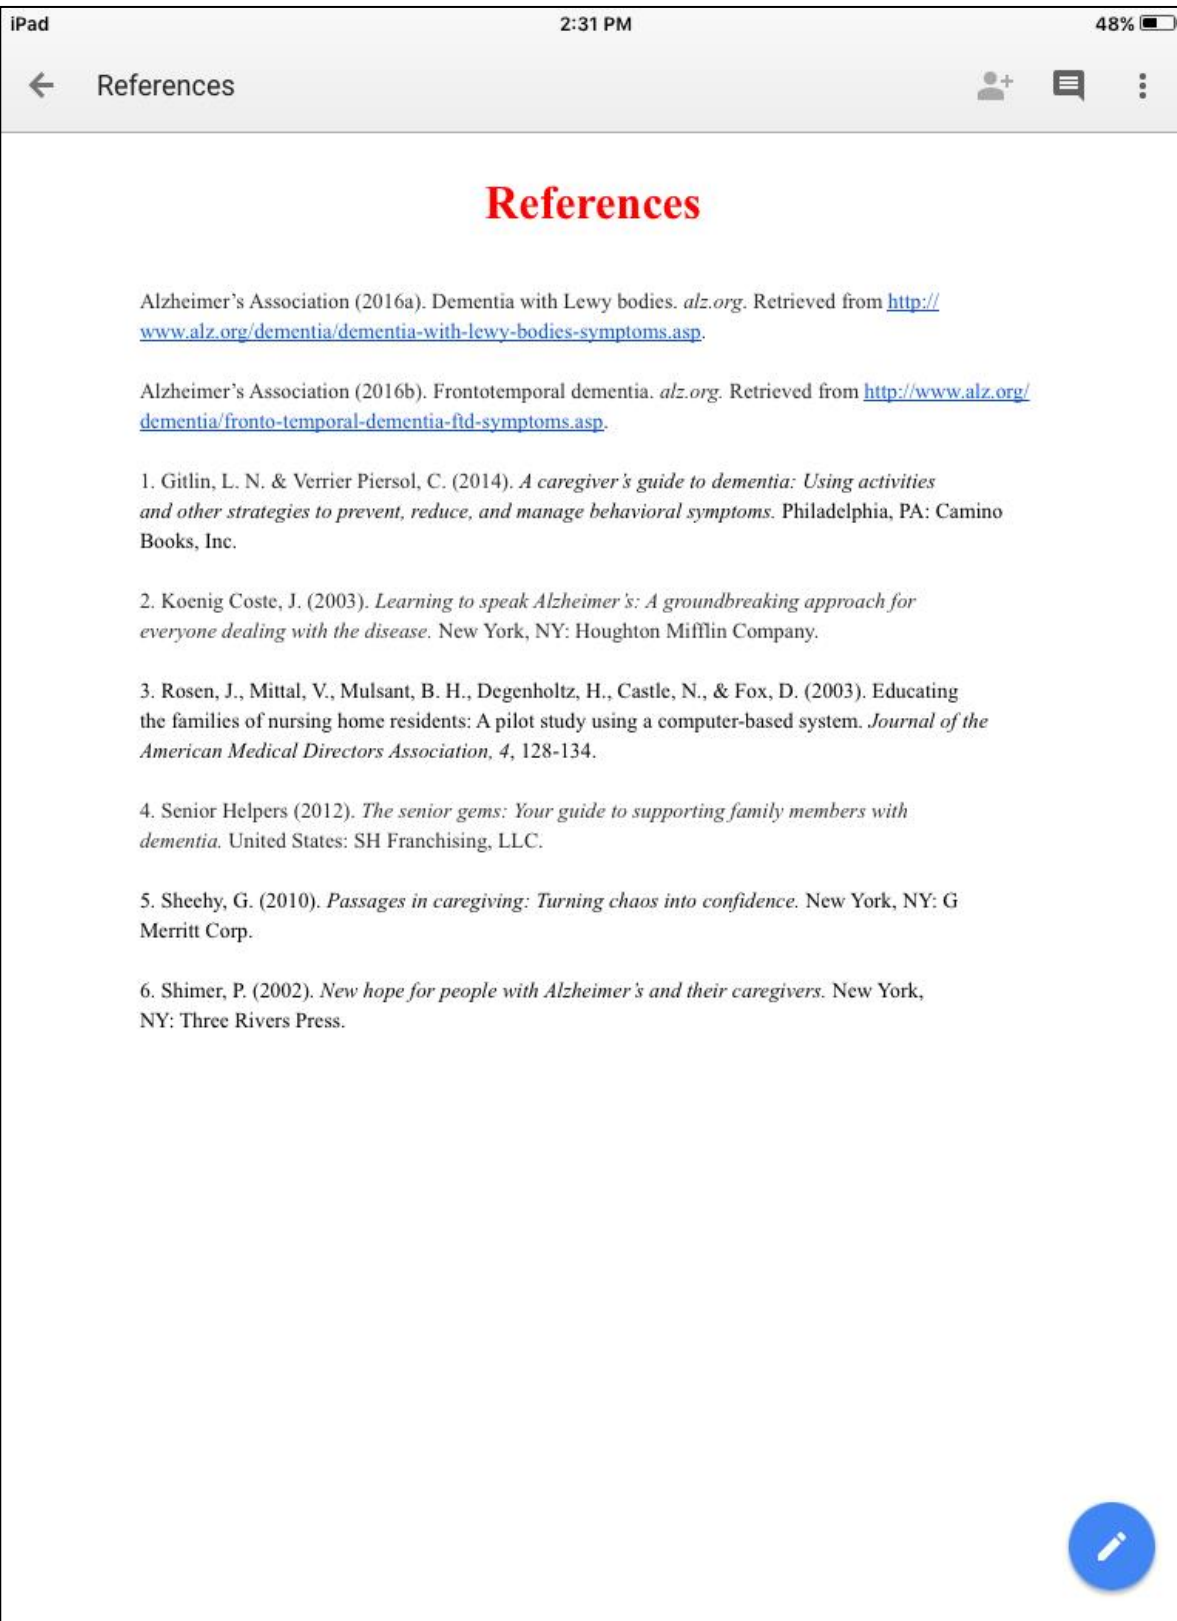 iPad 2:31 PM 48%
References
References
Alzheimer’s Association (2016a). Dementia with Lewy bodies. alz.org. Retrieved from http://
www.alz.org/dementia/dementia-with-lewy-bodies-symptoms.asp.
Alzheimer’s Association (2016b). Frontotemporal dementia. alz.org. Retrieved from http://www.alz.org/
dementia/fronto-temporal-dementia-ftd-symptoms.asp.
1. Gitlin, L. N. & Verrier Piersol, C. (2014). A caregiver’s guide to dementia: Using activities
and other strategies to prevent, reduce, and manage behavioral symptoms. Philadelphia, PA: Camino
Books, Inc.
2. Koenig Coste, J. (2003). Learning to speak Alzheimer’s: A groundbreaking approach for
everyone dealing with the disease. New York, NY: Houghton Mifflin Company.
3. Rosen, J., Mittal, V., Mulsant, B. H., Degenholtz, H., Castle, N., & Fox, D. (2003). Educating
the families of nursing home residents: A pilot study using a computer-based system. Journal of the
American Medical Directors Association, 4, 128-134.
4. Senior Helpers (2012). The senior gems: Your guide to supporting family members with
dementia. United States: SH Franchising, LLC.
5. Sheehy, G. (2010). Passages in caregiving: Turning chaos into confidence. New York, NY: G
Merritt Corp.
6. Shimer, P. (2002). New hope for people with Alzheimer’s and their caregivers. New York,
NY: Three Rivers Press.